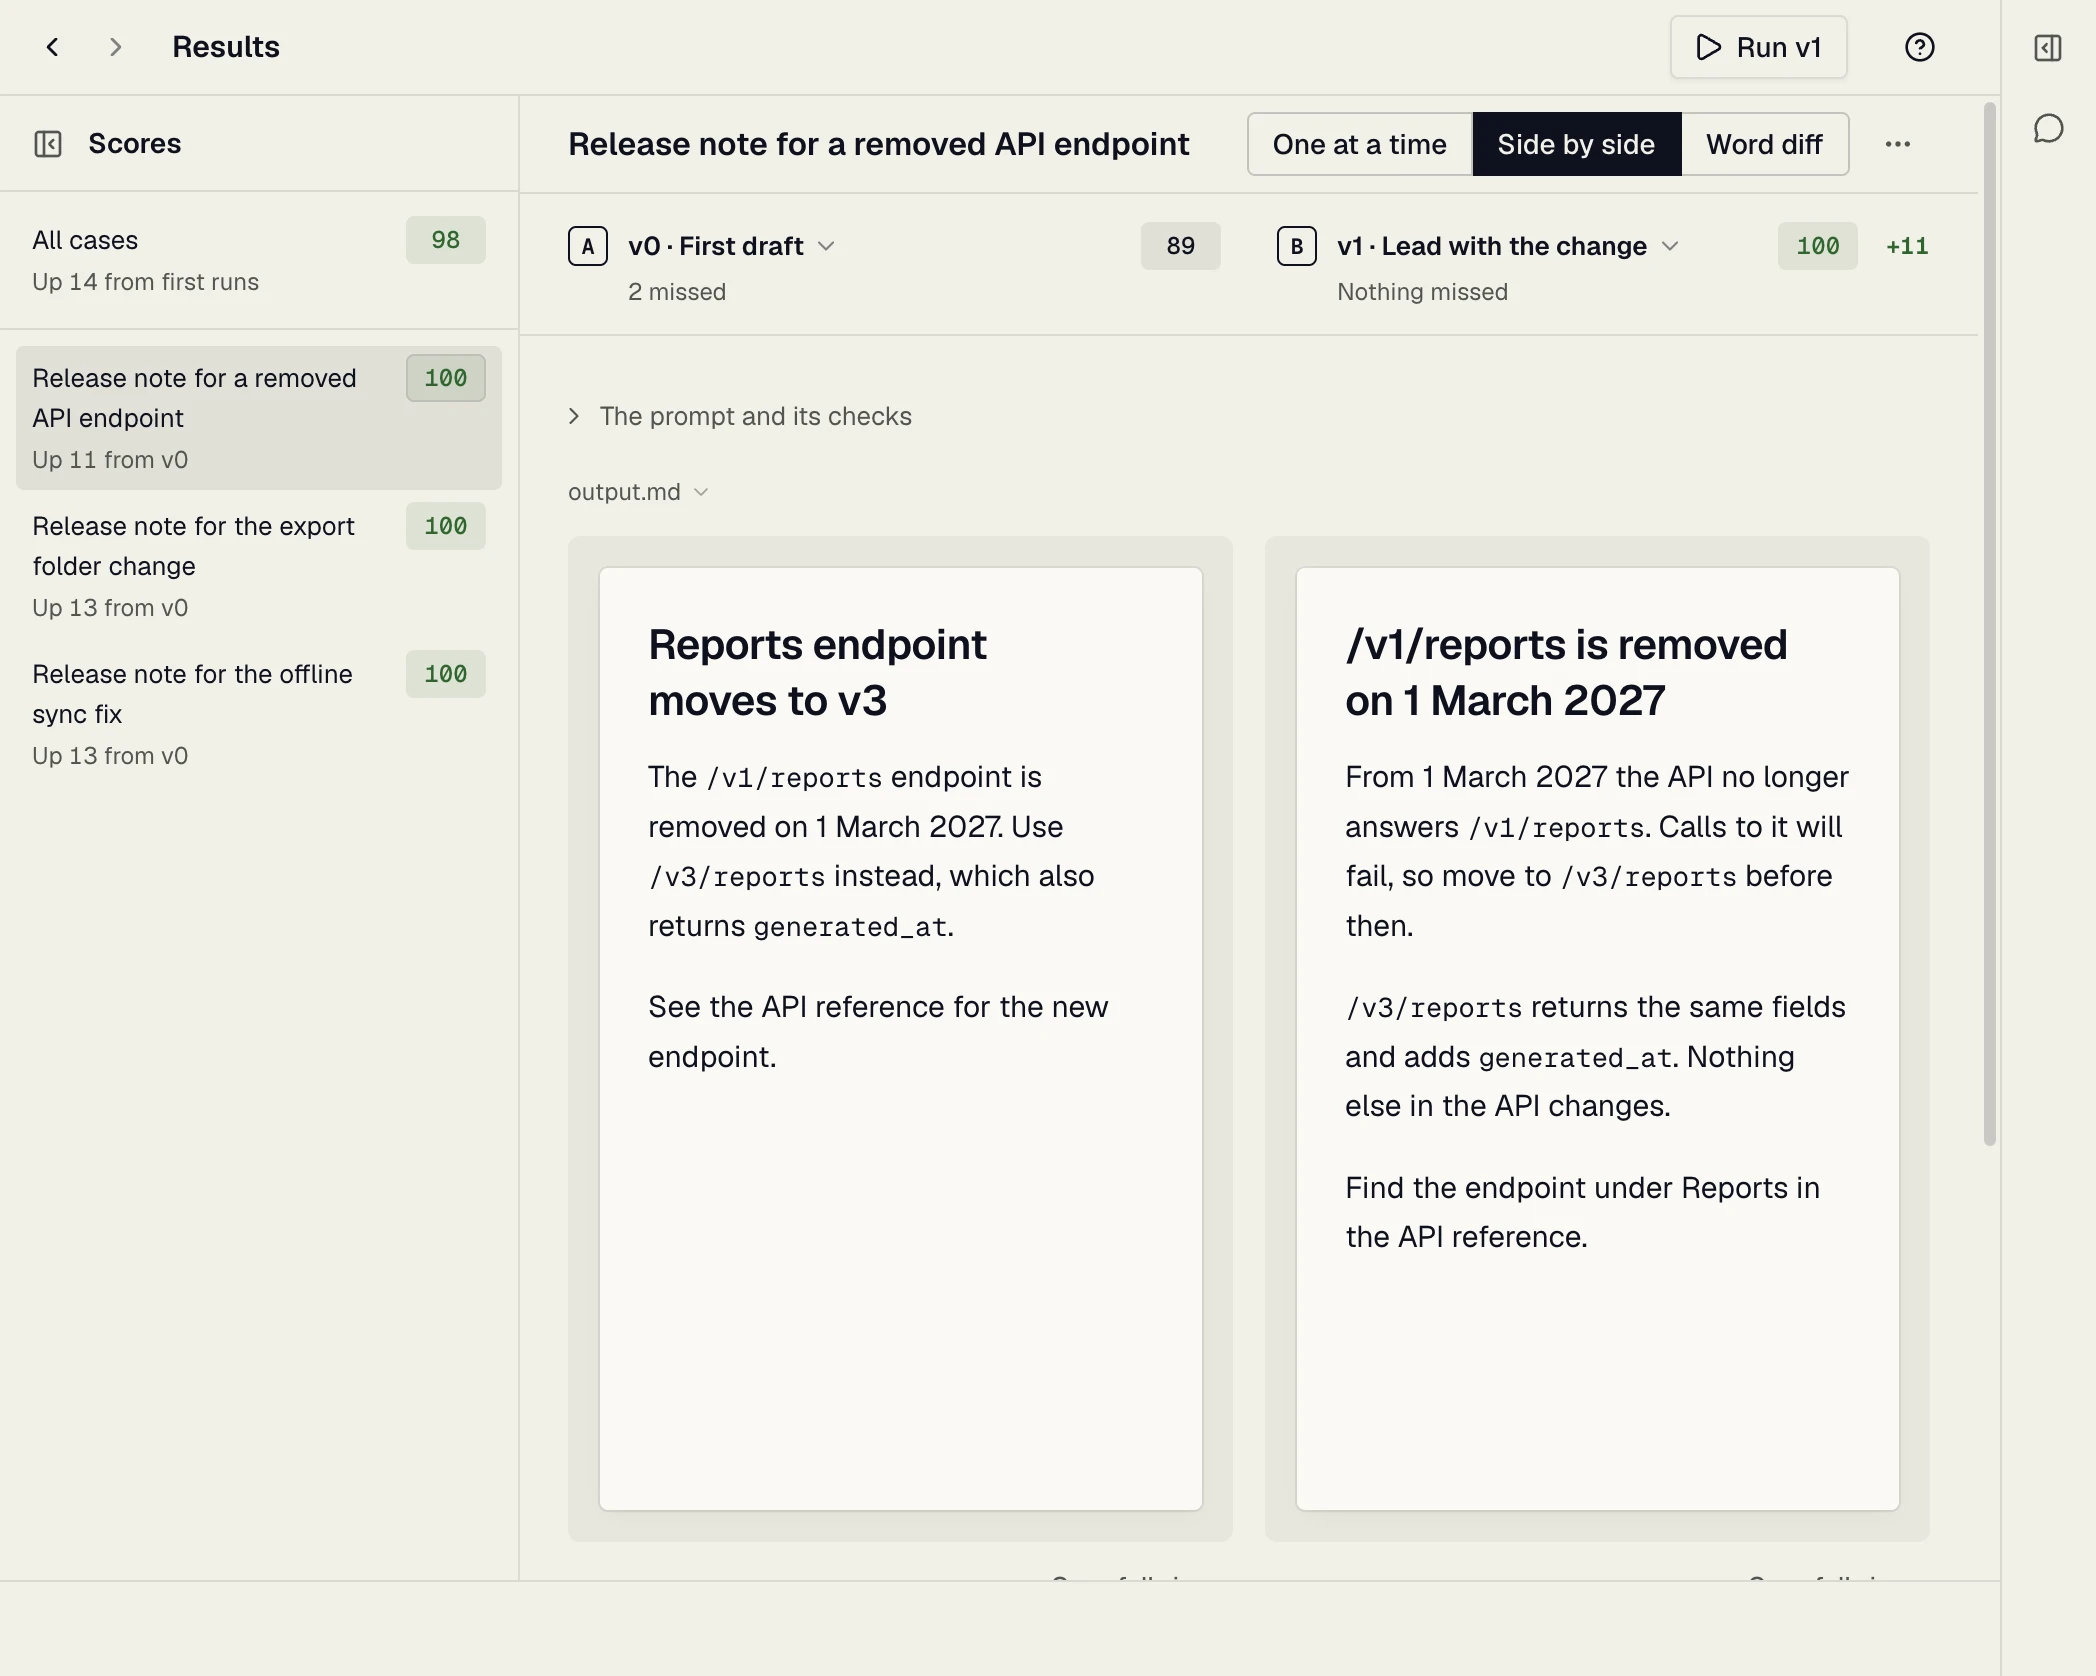 Results
Run v1
Scores
All cases
98
Up 14 from first runs
Release note for a removed
API endpoint
100
Up 11 from v0
Release note for the export
folder change
100
Up 13 from v0
Release note for the offline
sync fix
100
Up 13 from v0
Release note for a removed API endpoint
One at a time
Side by side
Word diff
A
v0 · First draft
89
2 missed
B
v1 · Lead with the change
100
+11
Nothing missed
The prompt and its checks
output.md
Reports endpoint
moves to v3
The /v1/reports endpoint is
removed on 1 March 2027. Use
/v3/reports instead, which also
returns generated_at.
See the API reference for the new
endpoint.
/v1/reports is removed
on 1 March 2027
From 1 March 2027 the API no longer
answers /v1/reports. Calls to it will
fail, so move to /v3/reports before
then.
/v3/reports returns the same fields
and adds generated_at. Nothing
else in the API changes.
Find the endpoint under Reports in
the API reference.